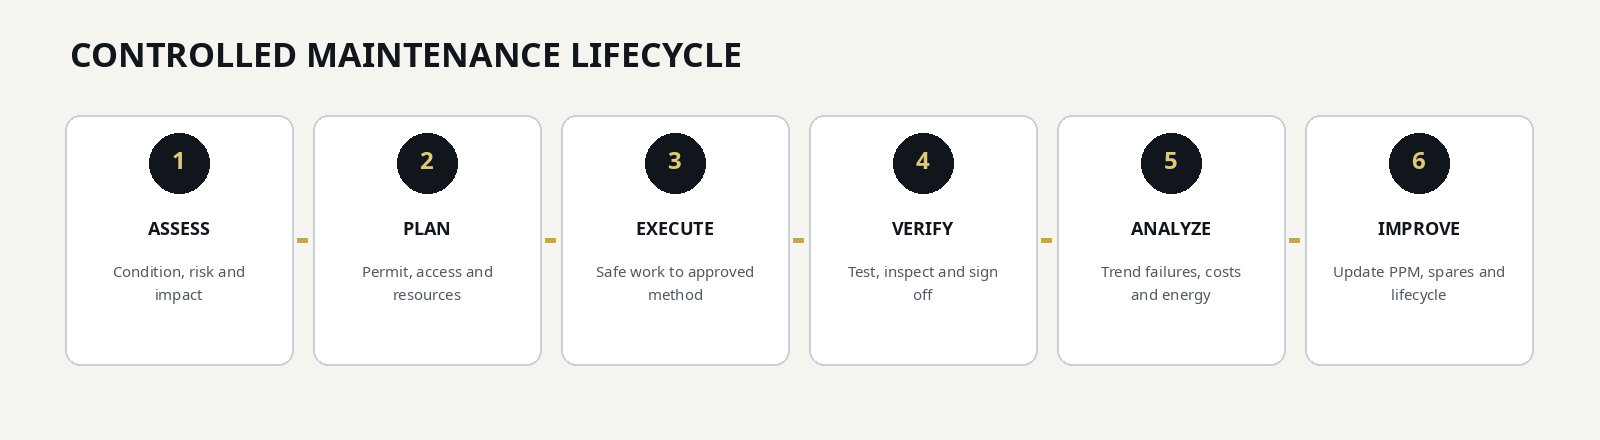 CONTROLLED MAINTENANCE LIFECYCLE
1
ASSESS
Condition, risk and
impact
2
PLAN
Permit, access and
resources
3
EXECUTE
Safe work to approved
method
4
VERIFY
Test, inspect and sign
off
5
ANALYZE
Trend failures, costs
and energy
6
IMPROVE
Update PPM, spares and
lifecycle